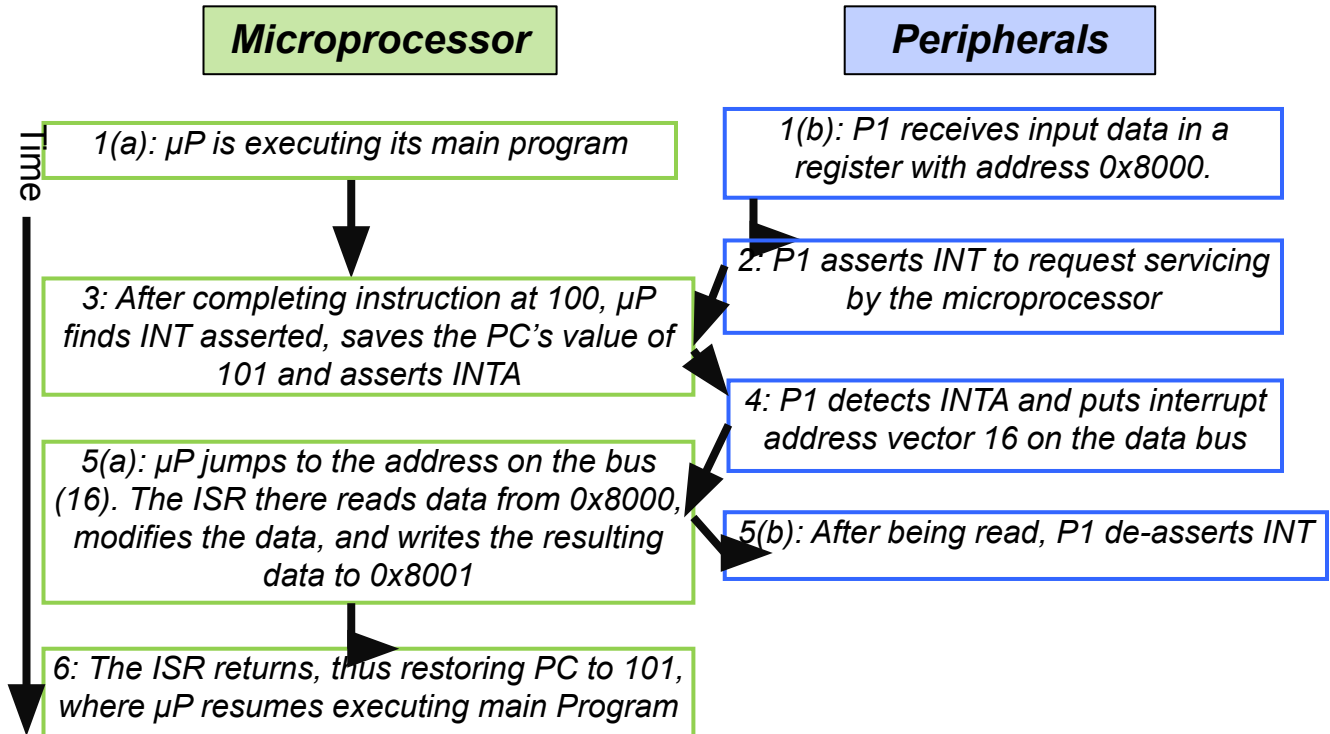 Microprocessor
Peripherals
Time
1(a): µP is executing its main program
1(b): P1 receives input data in a
register with address 0x8000.
2: P1 asserts INT to request servicing
by the microprocessor
3: After completing instruction at 100, µP
finds INT asserted, saves the PC’s value of
101 and asserts INTA
4: P1 detects INTA and puts interrupt
address vector 16 on the data bus
5(a): µP jumps to the address on the bus
(16). The ISR there reads data from 0x8000,
modifies the data, and writes the resulting
data to 0x8001
5(b): After being read, P1 de-asserts INT
6: The ISR returns, thus restoring PC to 101,
where µP resumes executing main Program